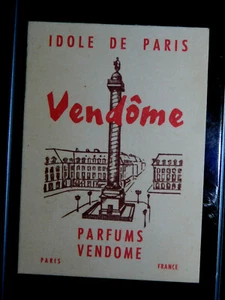 IDOLE DE PARIS
Vendôme
PARFUMS
VENDOME
PARIS FRANCE